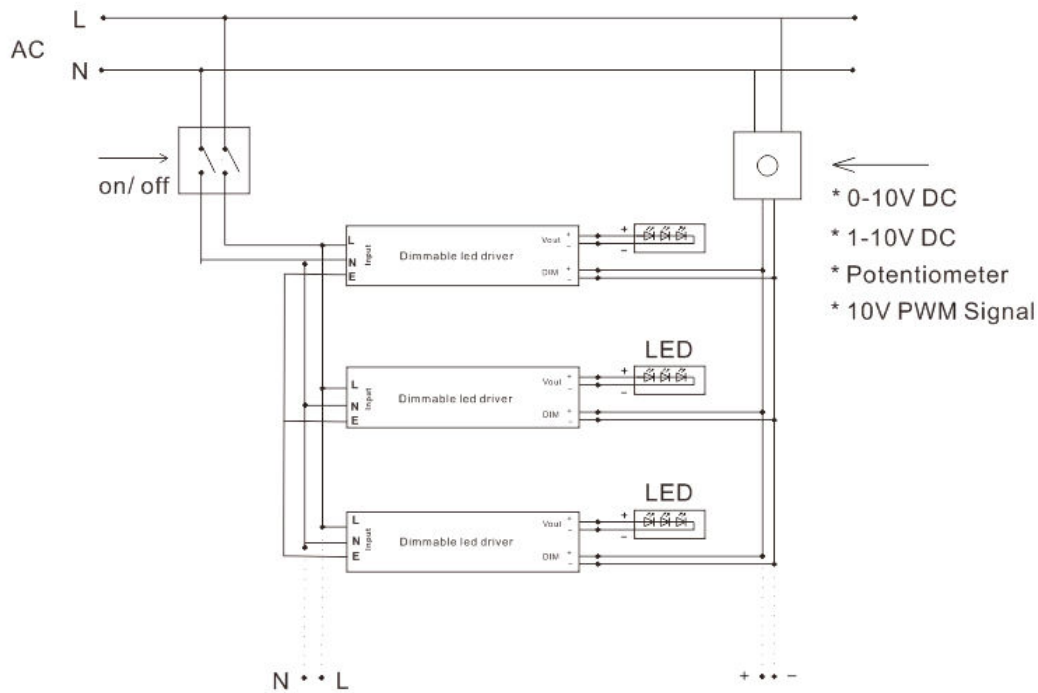 L
AC
N
on/ off
* 0-10V DC
* 1-10V DC
* Potentiometer
* 10V PWM Signal
L
N
E
Input
Dimmable led driver
Vout + −
DIM + −
+
−
LED
L
N
E
Input
Dimmable led driver
Vout + −
DIM + −
+
−
LED
L
N
E
Input
Dimmable led driver
Vout + −
DIM + −
+
−
N L
+ −